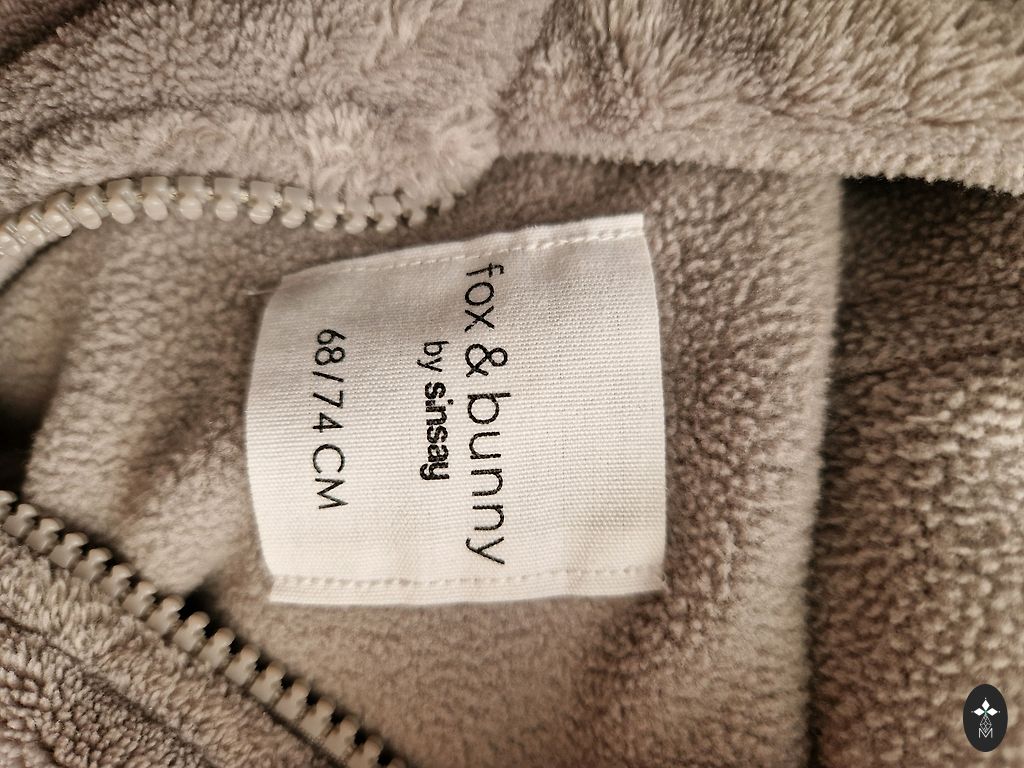 fox & bunny
by sinsay
68/74 CM
M